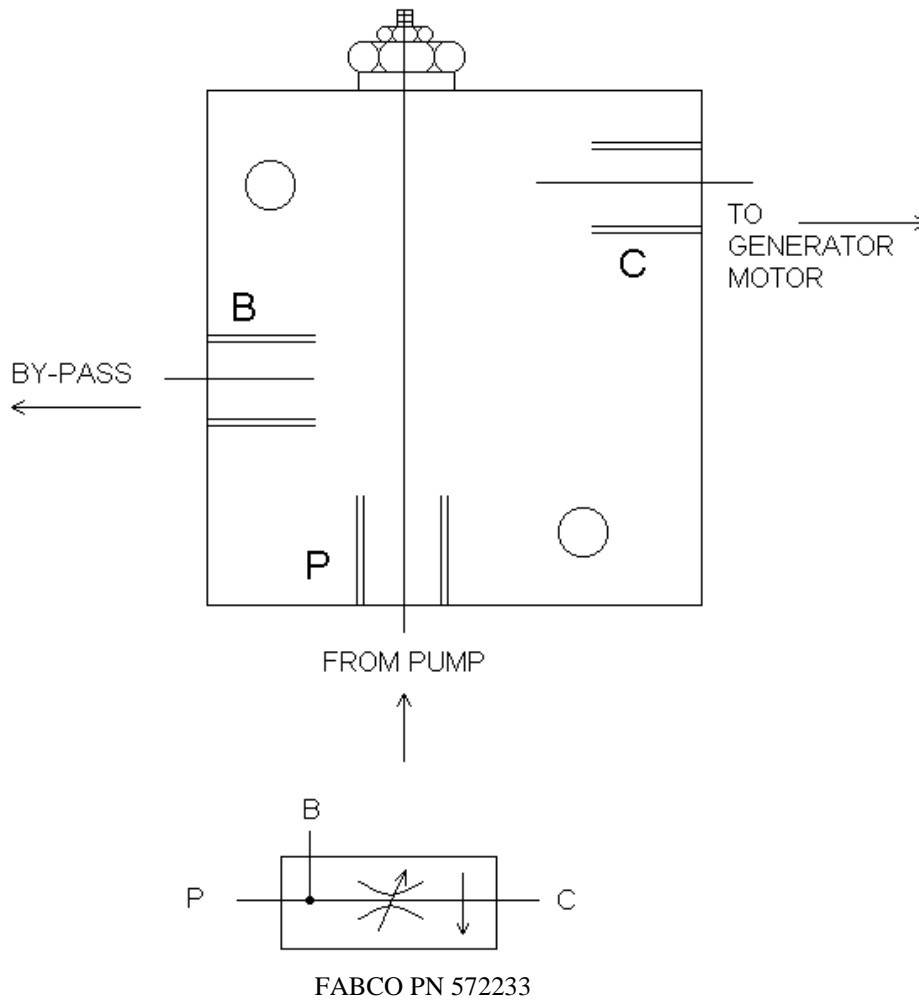 TO
GENERATOR
MOTOR
C
B
BY-PASS
P
FROM PUMP
B
P
C
FABCO PN 572233